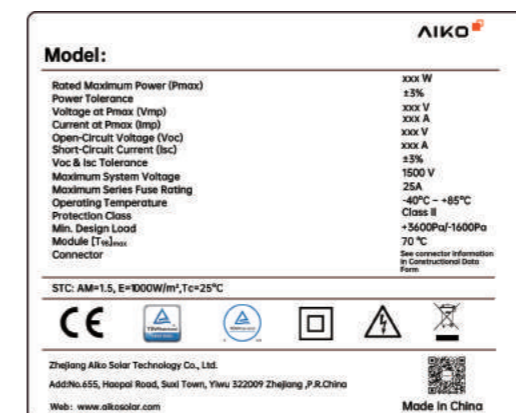 AIKO
Model:
Rated Maximum Power (Pmax) xxx W
Power Tolerance ±3%
Voltage at Pmax (Vmp) xxx V
Current at Pmax (Imp) xxx A
Open-Circuit Voltage (Voc) xxx V
Short-Circuit Current (Isc) xxx A
Voc & Isc Tolerance ±3%
Maximum System Voltage 1500 V
Maximum Series Fuse Rating 25A
Operating Temperature -40°C ~ +85°C
Protection Class Class II
Min. Design Load +3600Pa/-1600Pa
Module [T₉₈]max 70 °C
Connector See connector information
in Constructional Data
Form
STC: AM=1.5, E=1000W/m²,Tc=25°C
CE
Zhejiang Aiko Solar Technology Co., Ltd.
Add:No.655, Haopai Road, Suxi Town, Yiwu 322009 Zhejiang ,P.R.China
Web: www.aikosolar.com
Made in China